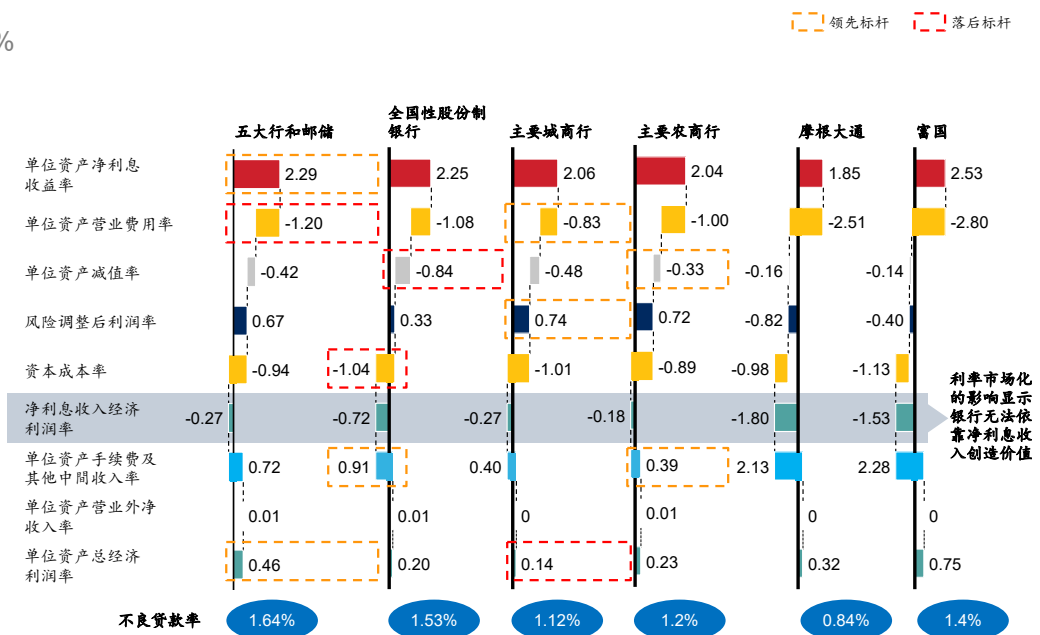 领先标杆 落后标杆
%
五大行和邮储 全国性股份制银行 主要城商行 主要农商行 摩根大通 富国
单位资产净利息收益率 2.29 2.25 2.06 2.04 1.85 2.53
单位资产营业费用率 -1.20 -1.08 -0.83 -1.00 -2.51 -2.80
单位资产减值率 -0.42 -0.84 -0.48 -0.33 -0.16 -0.14
风险调整后利润率 0.67 0.33 0.74 0.72 -0.82 -0.40
资本成本率 -0.94 -1.04 -1.01 -0.89 -0.98 -1.13
净利息收入经济利润率 -0.27 -0.72 -0.27 -0.18 -1.80 -1.53
利率市场化
的影响显示
银行无法依
靠净利息收
入创造价值
单位资产手续费及其他中間收入率 0.72 0.91 0.40 0.39 2.13 2.28
单位资产营业外净收入率 0.01 0.01 0 0.01 0 0
单位资产总经济利润率 0.46 0.20 0.14 0.23 0.32 0.75
不良贷款率 1.64% 1.53% 1.12% 1.2% 0.84% 1.4%